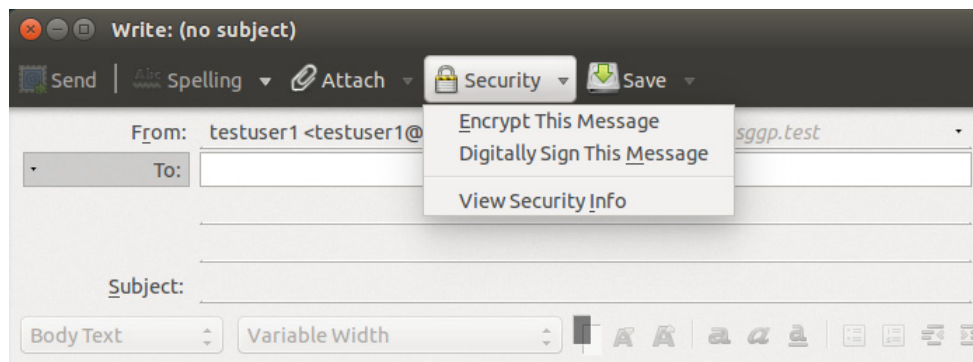 Write: (no subject)
Send Abc Spelling Attach Security Save
From: testuser1 <testuser1@ sggp.test
Encrypt This Message
To:
Digitally Sign This Message
View Security Info
Subject:
Body Text Variable Width a a a